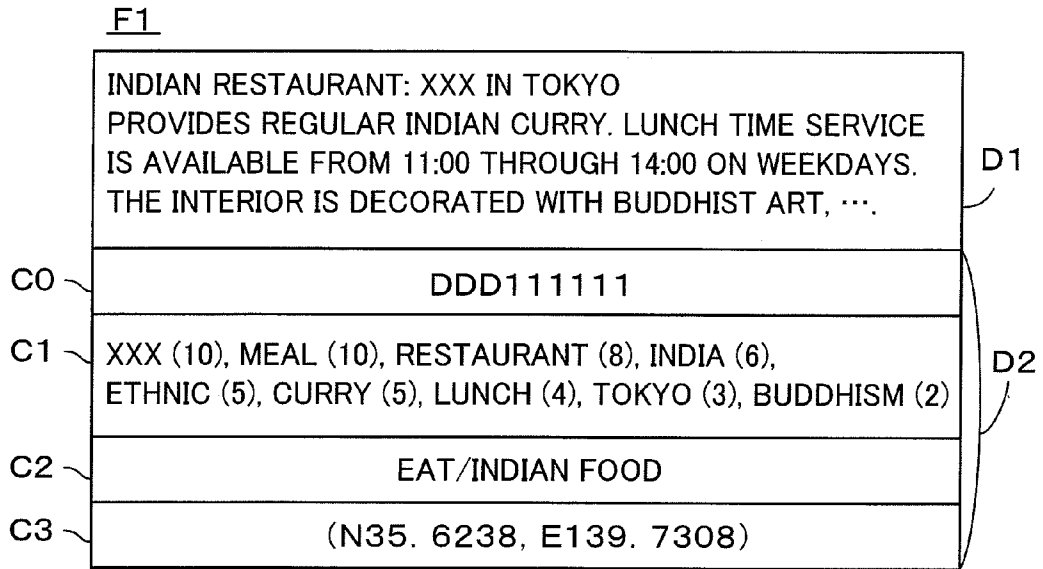 F1
INDIAN RESTAURANT: XXX IN TOKYO
PROVIDES REGULAR INDIAN CURRY. LUNCH TIME SERVICE
IS AVAILABLE FROM 11:00 THROUGH 14:00 ON WEEKDAYS.
THE INTERIOR IS DECORATED WITH BUDDHIST ART, ….
D1
C0
DDD111111
C1
XXX (10), MEAL (10), RESTAURANT (8), INDIA (6),
ETHNIC (5), CURRY (5), LUNCH (4), TOKYO (3), BUDDHISM (2)
D2
C2
EAT/INDIAN FOOD
C3
(N35. 6238, E139. 7308)